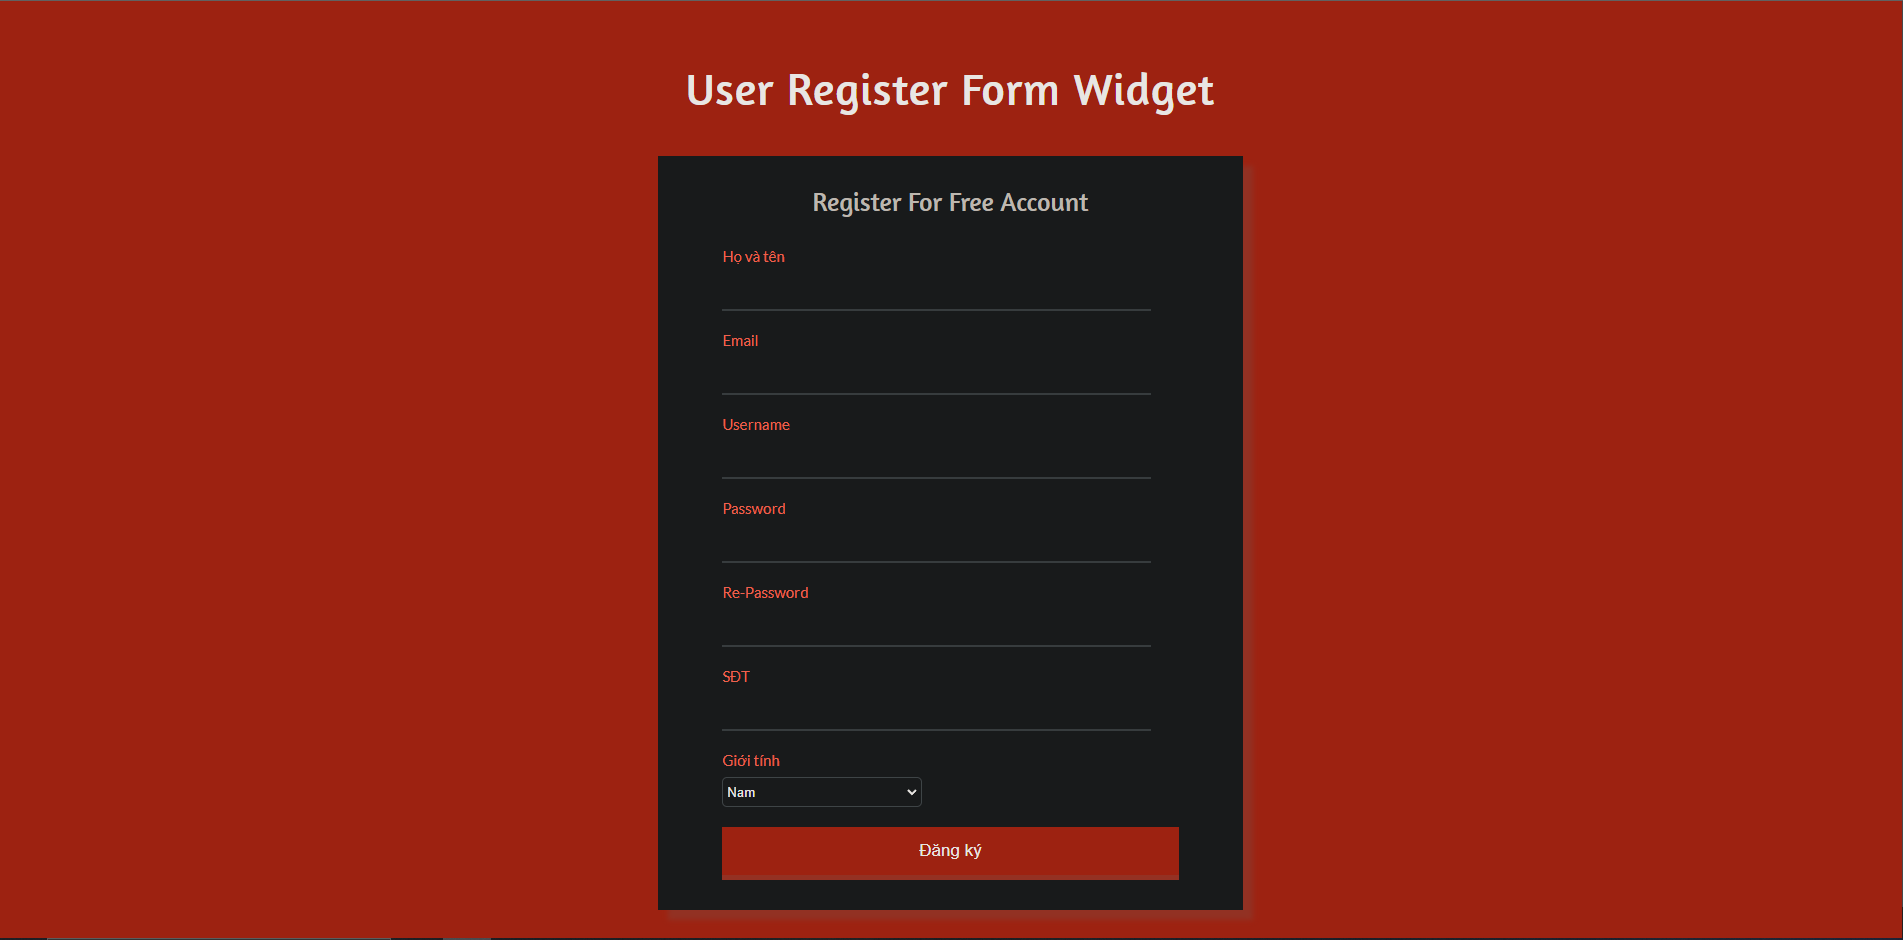 User Register Form Widget
Register For Free Account
Họ và tên
Email
Username
Password
Re-Password
SĐT
Giới tính
Nam
Đăng ký